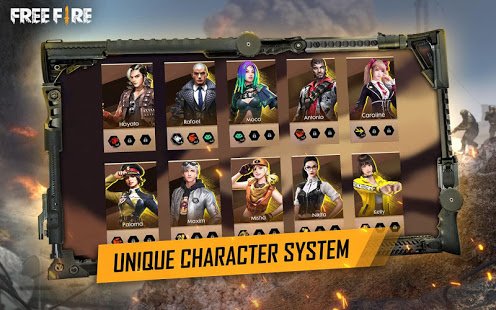 FREE FIRE
Hayato
Rafael
Moco
Antonio
Caroline
Paloma
Maxim
Misha
Nikita
Kelly
UNIQUE CHARACTER SYSTEM